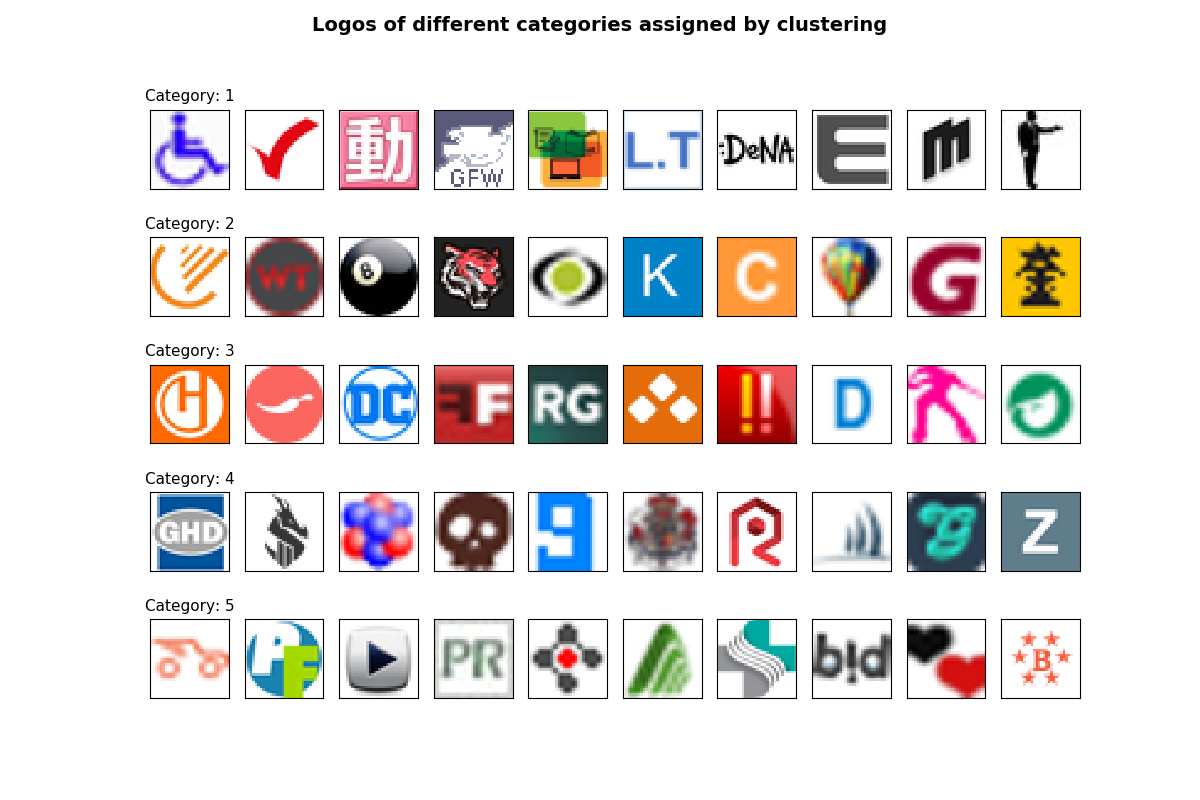 Logos of different categories assigned by clustering
Category: 1
動
GFW
L.T
DeNA
E
m
Category: 2
WT
8
K
C
G
Category: 3
H
DC
FF
RG
!!
D
Category: 4
GHD
9
R
G
Z
Category: 5
PF
PR
b!d
B